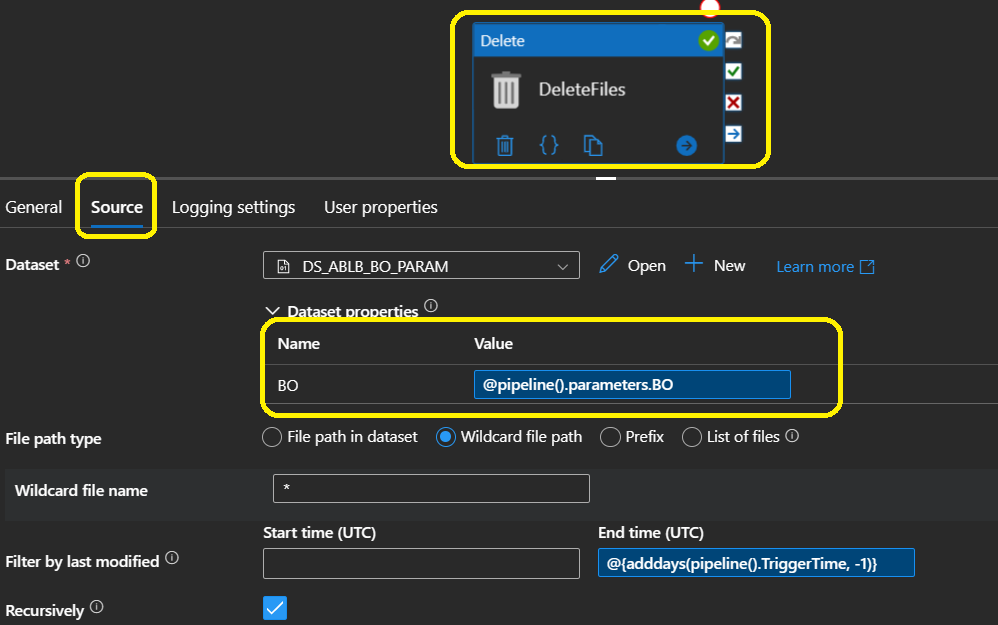 Delete
DeleteFiles
General Source Logging settings User properties
Dataset * DS_ABLB_BO_PARAM Open New Learn more
Dataset properties
Name Value
BO @pipeline().parameters.BO
File path type File path in dataset Wildcard file path Prefix List of files
Wildcard file name *
Start time (UTC) End time (UTC)
Filter by last modified @{adddays(pipeline().TriggerTime, -1)}
Recursively